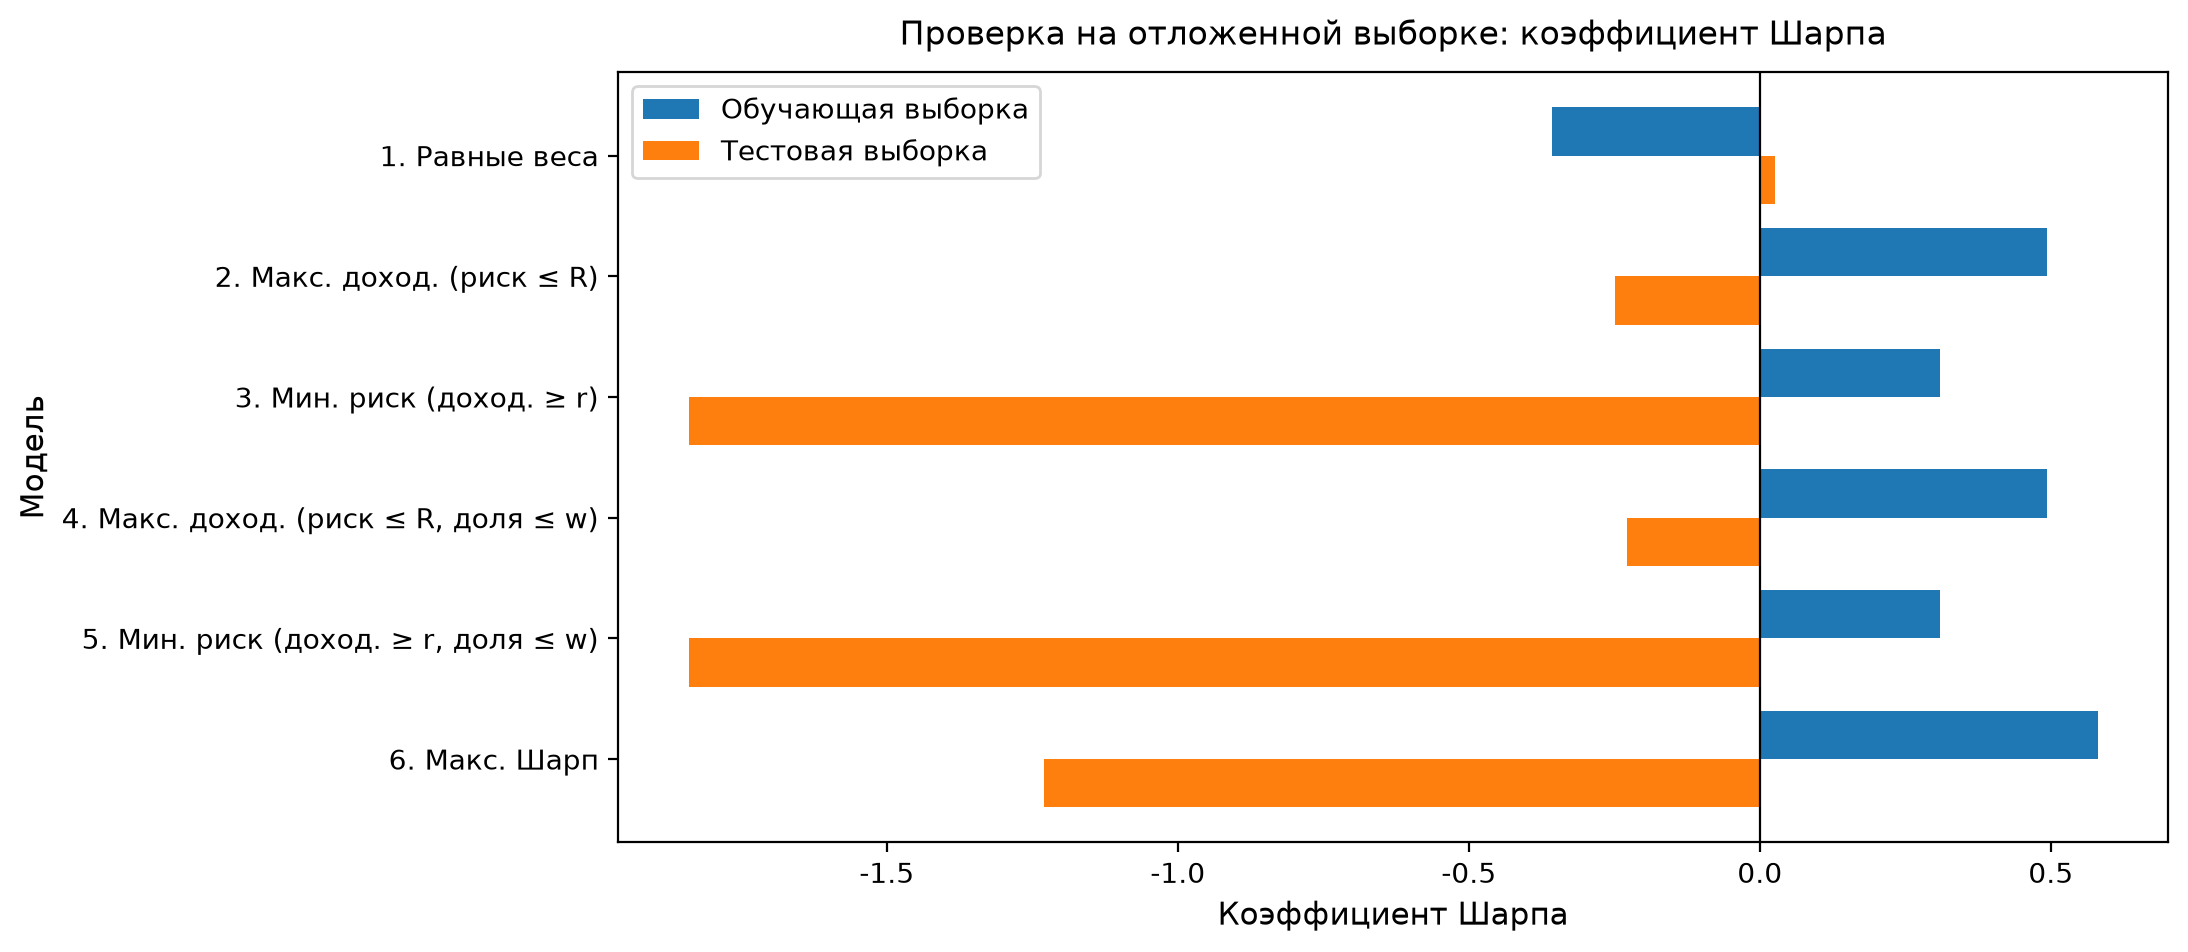 Проверка на отложенной выборке: коэффициент Шарпа
Обучающая выборка
Тестовая выборка
Модель
1. Равные веса
2. Макс. доход. (риск ≤ R)
3. Мин. риск (доход. ≥ r)
4. Макс. доход. (риск ≤ R, доля ≤ w)
5. Мин. риск (доход. ≥ r, доля ≤ w)
6. Макс. Шарп
-1.5 -1.0 -0.5 0.0 0.5
Коэффициент Шарпа